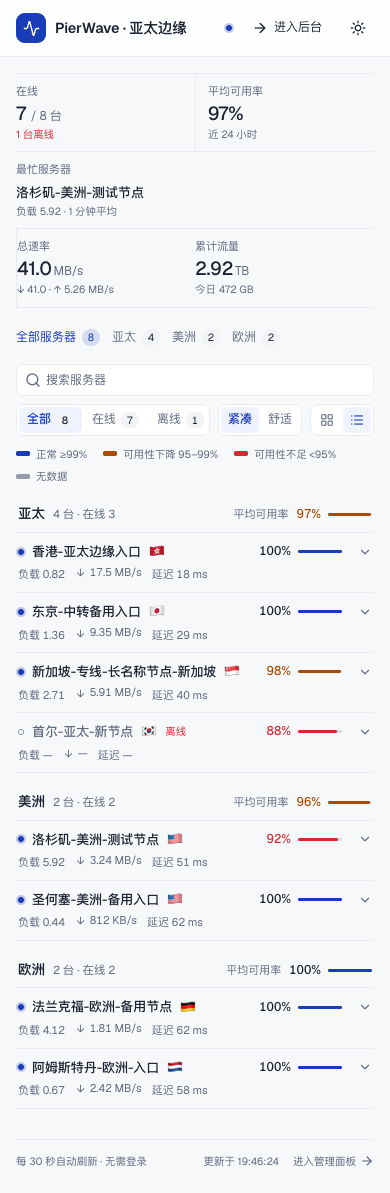 PierWave · 亚太边缘
进入后台
在线
7 / 8 台
1 台离线
平均可用率
97%
近 24 小时
最忙服务器
洛杉矶-美洲-测试节点
负载 5.92 · 1 分钟平均
总速率
41.0 MB/s
↓ 41.0 · ↑ 5.26 MB/s
累计流量
2.92 TB
今日 472 GB
全部服务器 8 亚太 4 美洲 2 欧洲 2
搜索服务器
全部 8 在线 7 离线 1 紧凑 舒适
正常 ≥99% 可用性下降 95–99% 可用性不足 <95%
无数据
亚太 4 台 · 在线 3 平均可用率 97%
香港-亚太边缘入口 🇭🇰 100%
负载 0.82 ↓ 17.5 MB/s 延迟 18 ms
东京-中转备用入口 🇯🇵 100%
负载 1.36 ↓ 9.35 MB/s 延迟 29 ms
新加坡-专线-长名称节点-新加坡 🇸🇬 98%
负载 2.71 ↓ 5.91 MB/s 延迟 40 ms
首尔-亚太-新节点 🇰🇷 离线 88%
负载 — ↓ — 延迟 —
美洲 2 台 · 在线 2 平均可用率 96%
洛杉矶-美洲-测试节点 🇺🇸 92%
负载 5.92 ↓ 3.24 MB/s 延迟 51 ms
圣何塞-美洲-备用入口 🇺🇸 100%
负载 0.44 ↓ 812 KB/s 延迟 62 ms
欧洲 2 台 · 在线 2 平均可用率 100%
法兰克福-欧洲-备用节点 🇩🇪 100%
负载 4.12 ↓ 1.81 MB/s 延迟 62 ms
阿姆斯特丹-欧洲-入口 🇳🇱 100%
负载 0.67 ↓ 2.42 MB/s 延迟 58 ms
每 30 秒自动刷新 · 无需登录 更新于 19:46:24 进入管理面板 →